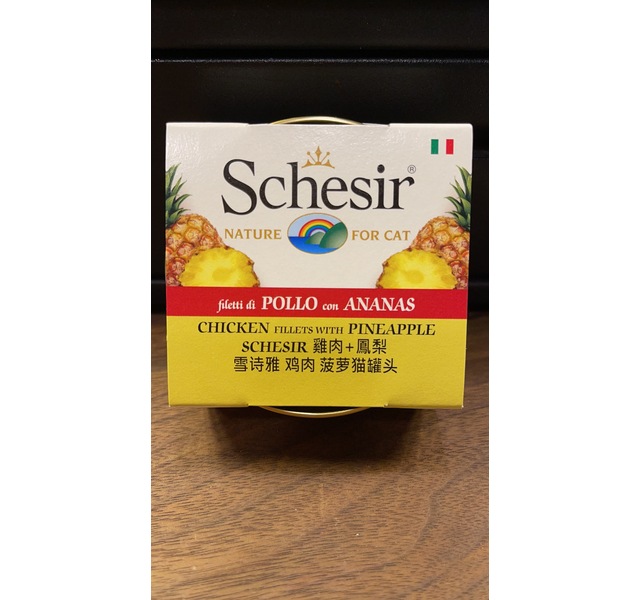 Schesir®
NATURE FOR CAT
filetti di POLLO con ANANAS
CHICKEN FILLETS WITH PINEAPPLE
SCHESIR 雞肉+鳳梨
雪诗雅 鸡肉 菠萝猫罐头